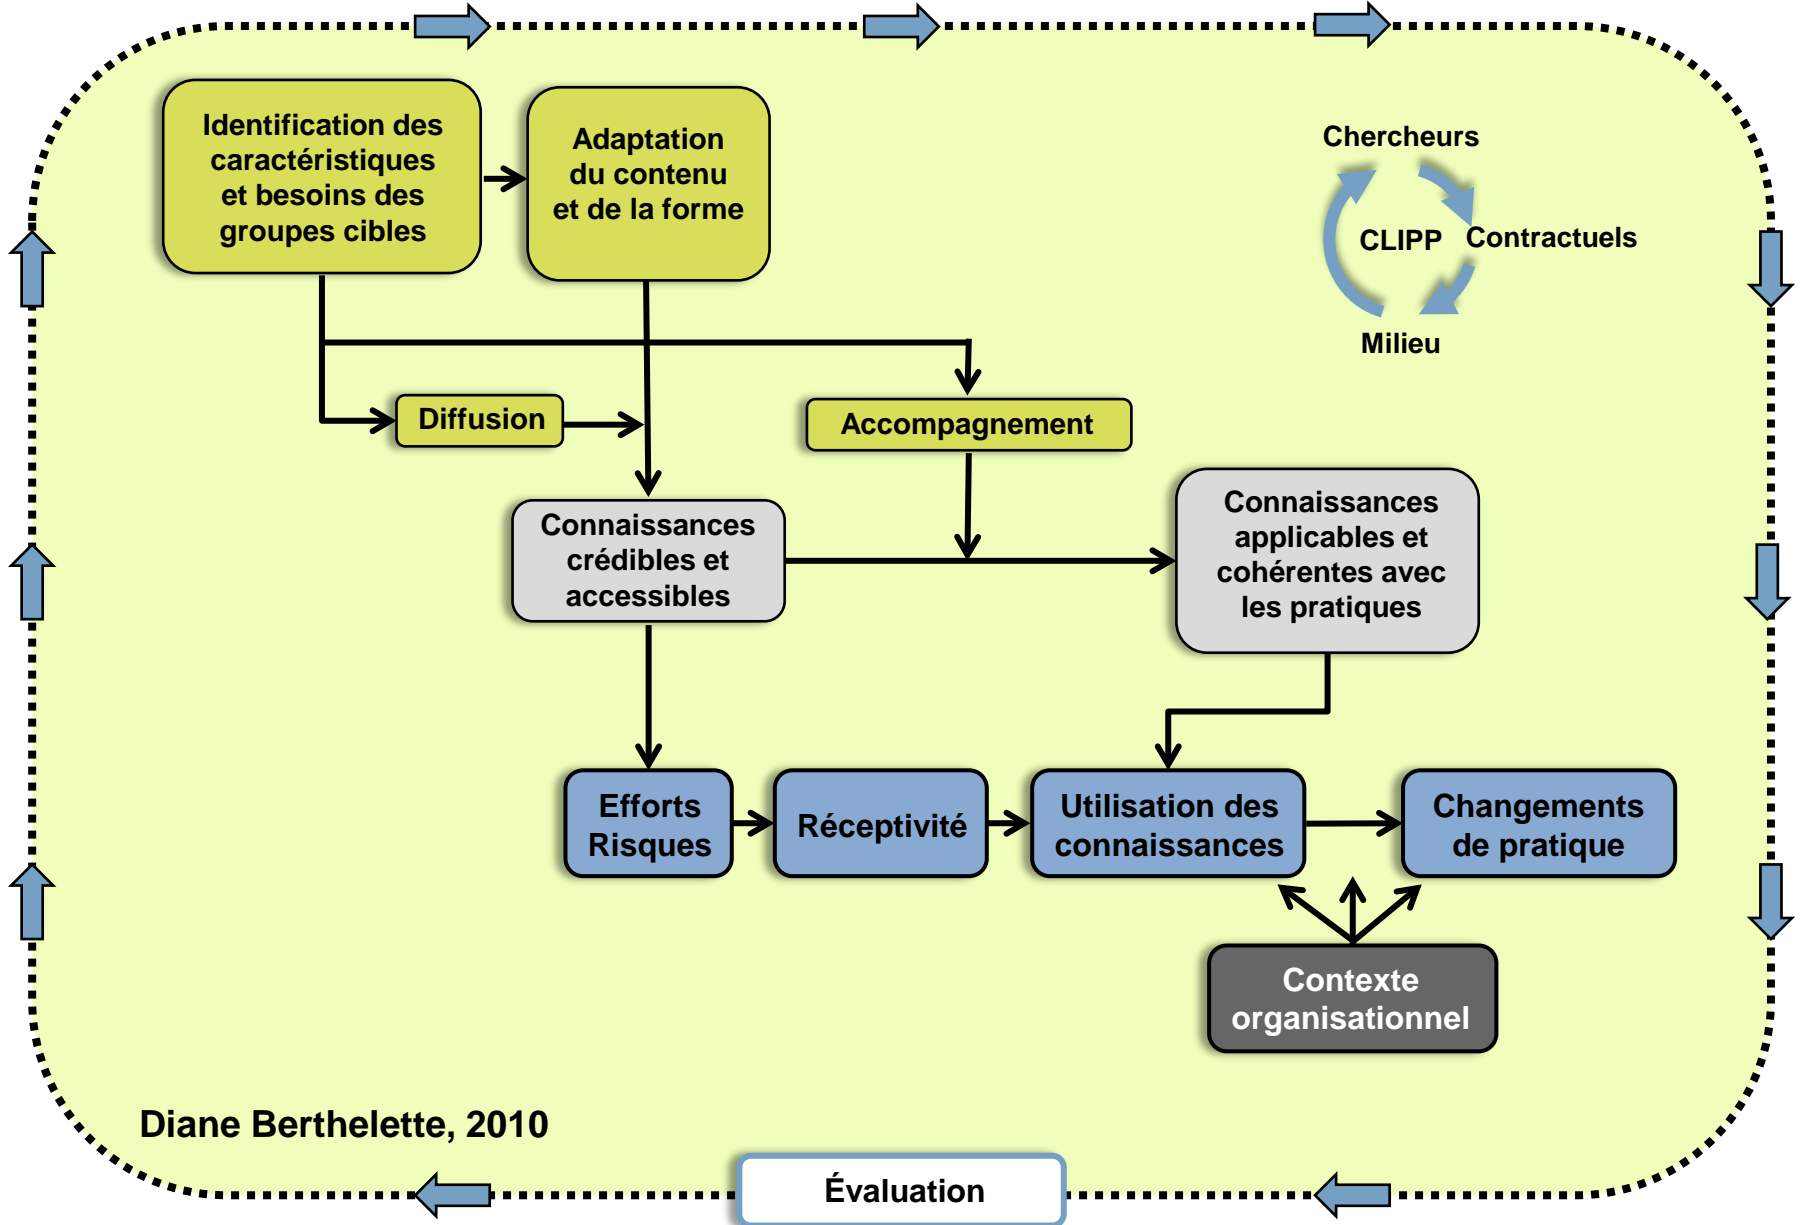 Identification des
caractéristiques
et besoins des
groupes cibles
Adaptation
du contenu
et de la forme
Chercheurs
CLIPP
Contractuels
Milieu
Diffusion
Accompagnement
Connaissances
crédibles et
accessibles
Connaissances
applicables et
cohérentes avec
les pratiques
Efforts
Risques
Réceptivité
Utilisation des
connaissances
Changements
de pratique
Contexte
organisationnel
Diane Berthelette, 2010
Évaluation